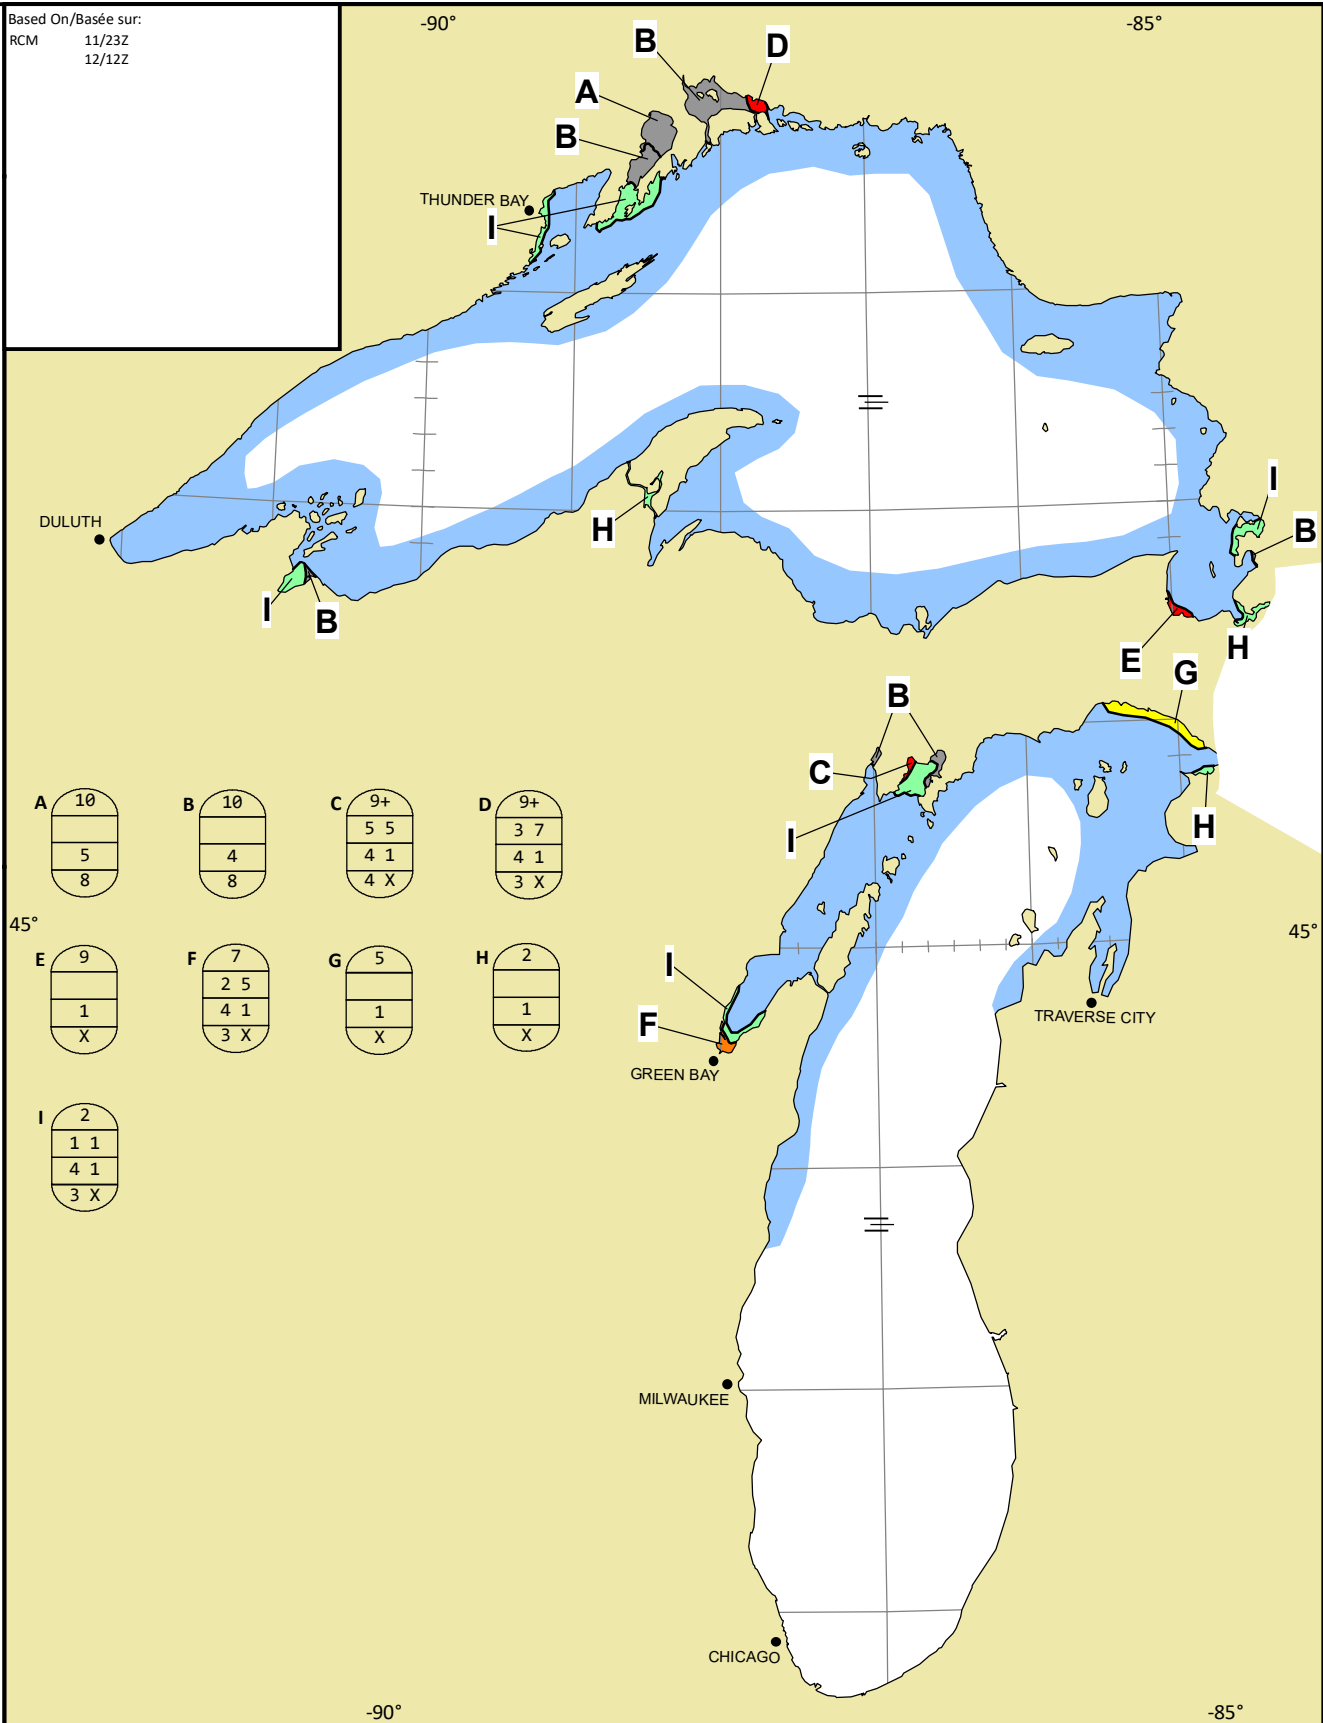 Based On/Basée sur:
RCM 11/23Z
12/12Z
-90°
-85°
B
D
A
B
THUNDER BAY
I
DULUTH
H
I
B
I
B
E
H
G
B
C
I
H
A 10
5
8
B 10
4
8
C 9+
5 5
4 1
4 X
D 9+
3 7
4 1
3 X
45°
45°
E 9
1
X
F 7
2 5
4 1
3 X
G 5
1
X
H 2
1
X
I
F
TRAVERSE CITY
GREEN BAY
I 2
1 1
4 1
3 X
MILWAUKEE
CHICAGO
-90°
-85°